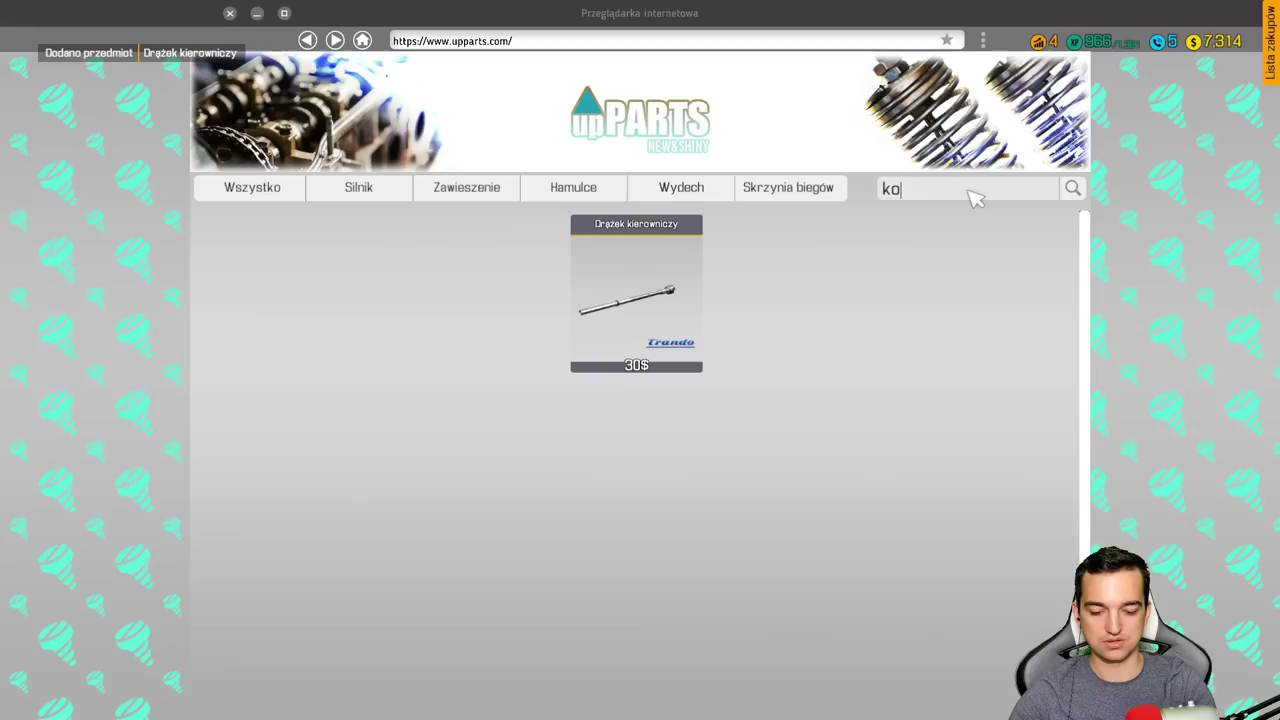 Przeglądarka internetowa
https://www.upparts.com/
Dodano przedmiot Drążek kierowniczy
4
5
7,314
Lista zakupów
upPARTS
NEW&SHINY
Wszystko Silnik Zawieszenie Hamulce Wydech Skrzynia biegów ko
Drążek kierowniczy
Trando
30$